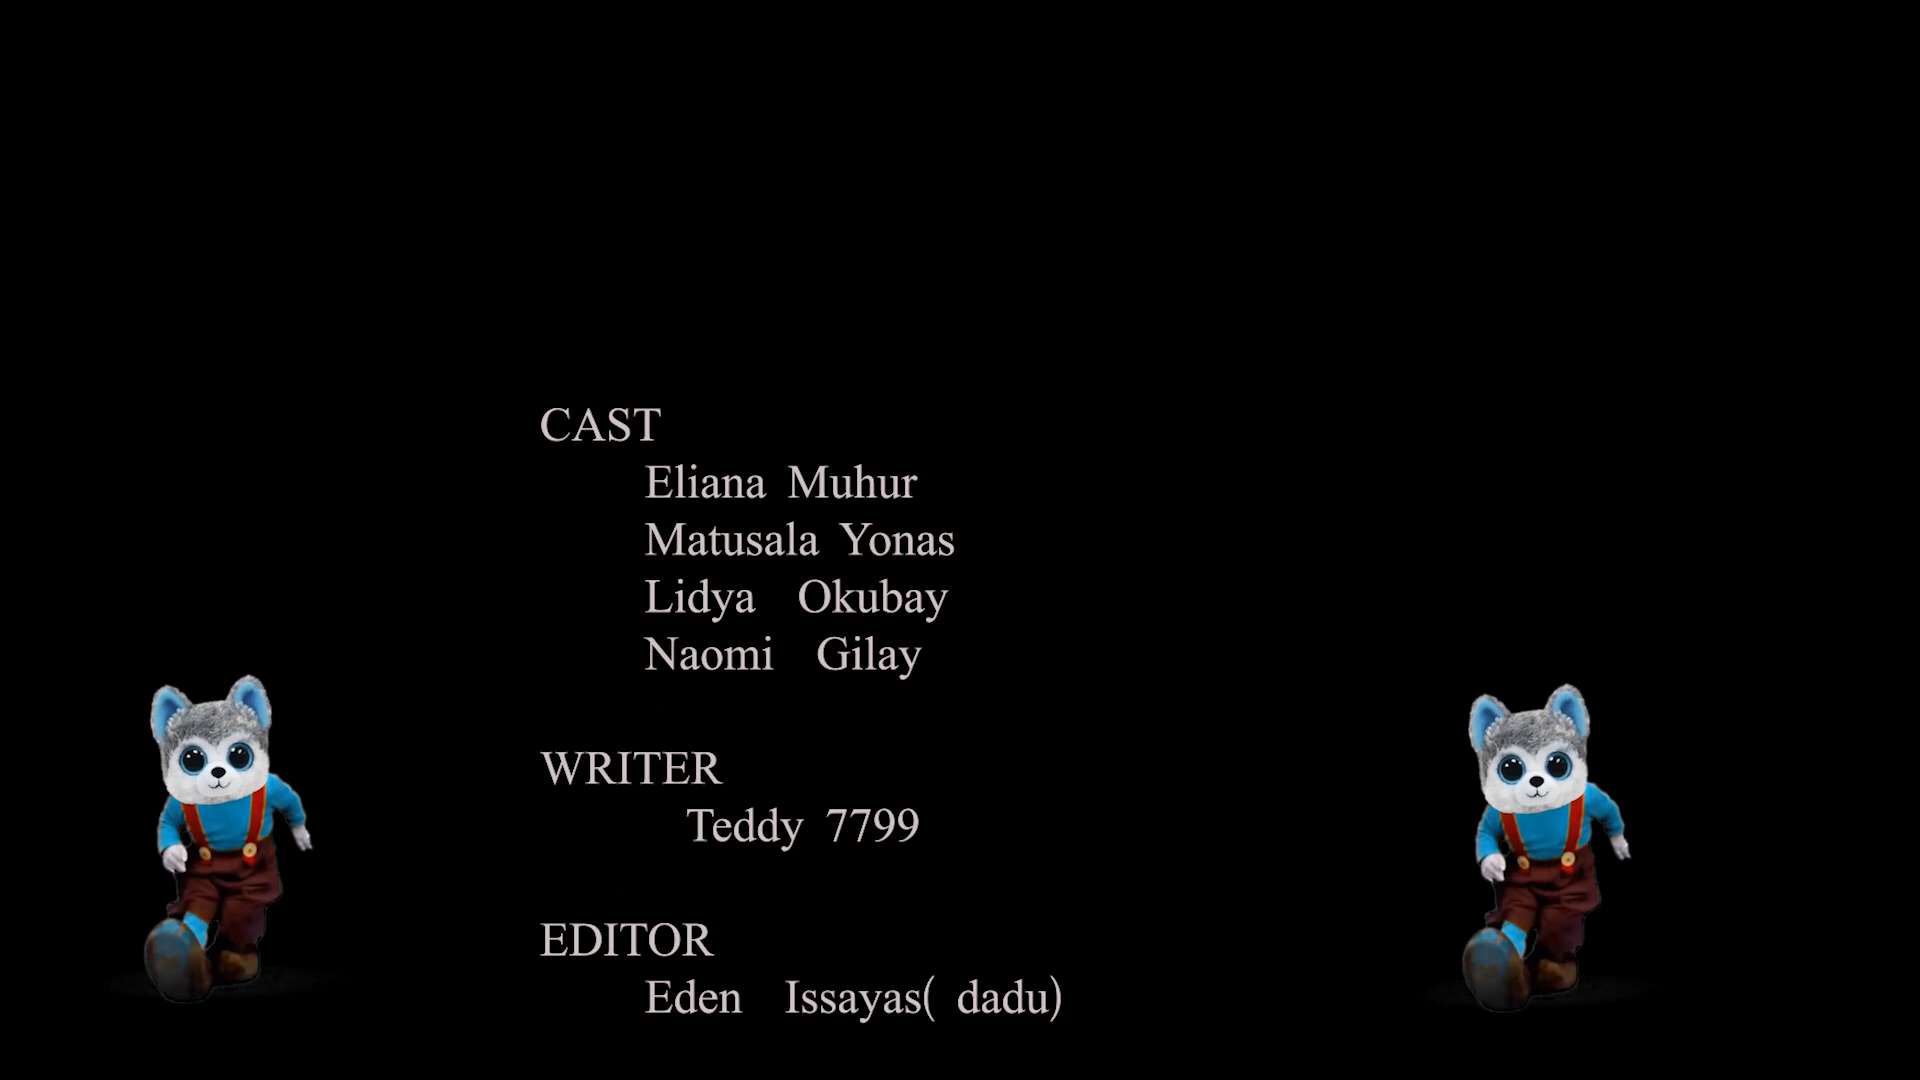 CAST
Eliana Muhur
Matusala Yonas
Lidya Okubay
Naomi Gilay
WRITER
Teddy 7799
EDITOR
Eden Issayas( dadu)